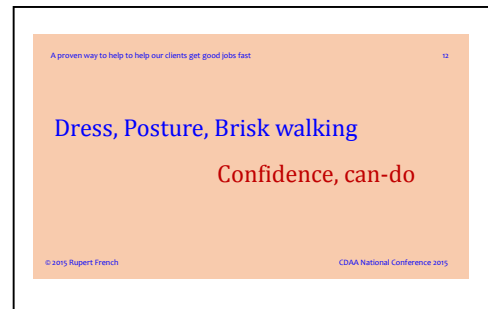 A proven way to help to help our clients get good jobs fast 12
Dress, Posture, Brisk walking
Confidence, can-do
© 2015 Rupert French CDAA National Conference 2015